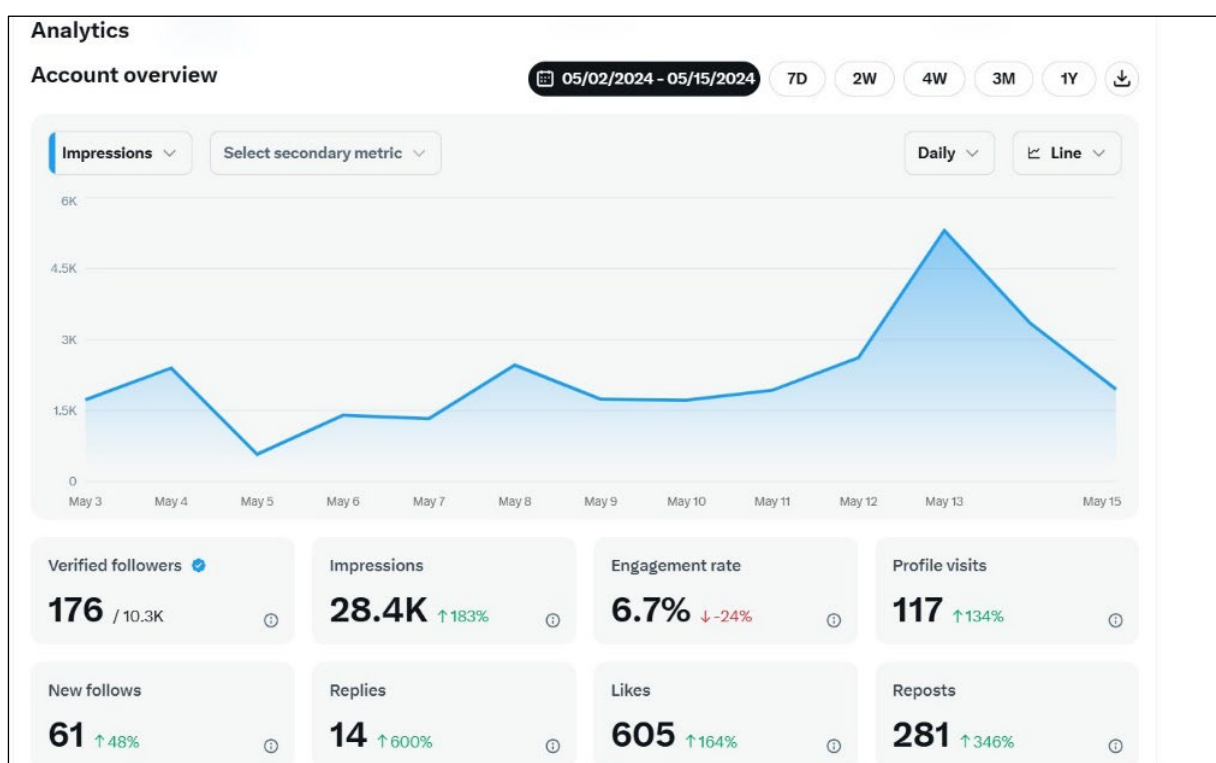 Analytics
Account overview
05/02/2024 - 05/15/2024 7D 2W 4W 3M 1Y
Impressions Select secondary metric Daily Line
6K
4.5K
3K
1.5K
0
May 3 May 4 May 5 May 6 May 7 May 8 May 9 May 10 May 11 May 12 May 13 May 15
Verified followers Impressions Engagement rate Profile visits
176 / 10.3K 28.4K ↑183% 6.7% ↓-24% 117 ↑134%
New follows Replies Likes Reposts
61 ↑48% 14 ↑600% 605 ↑164% 281 ↑346%